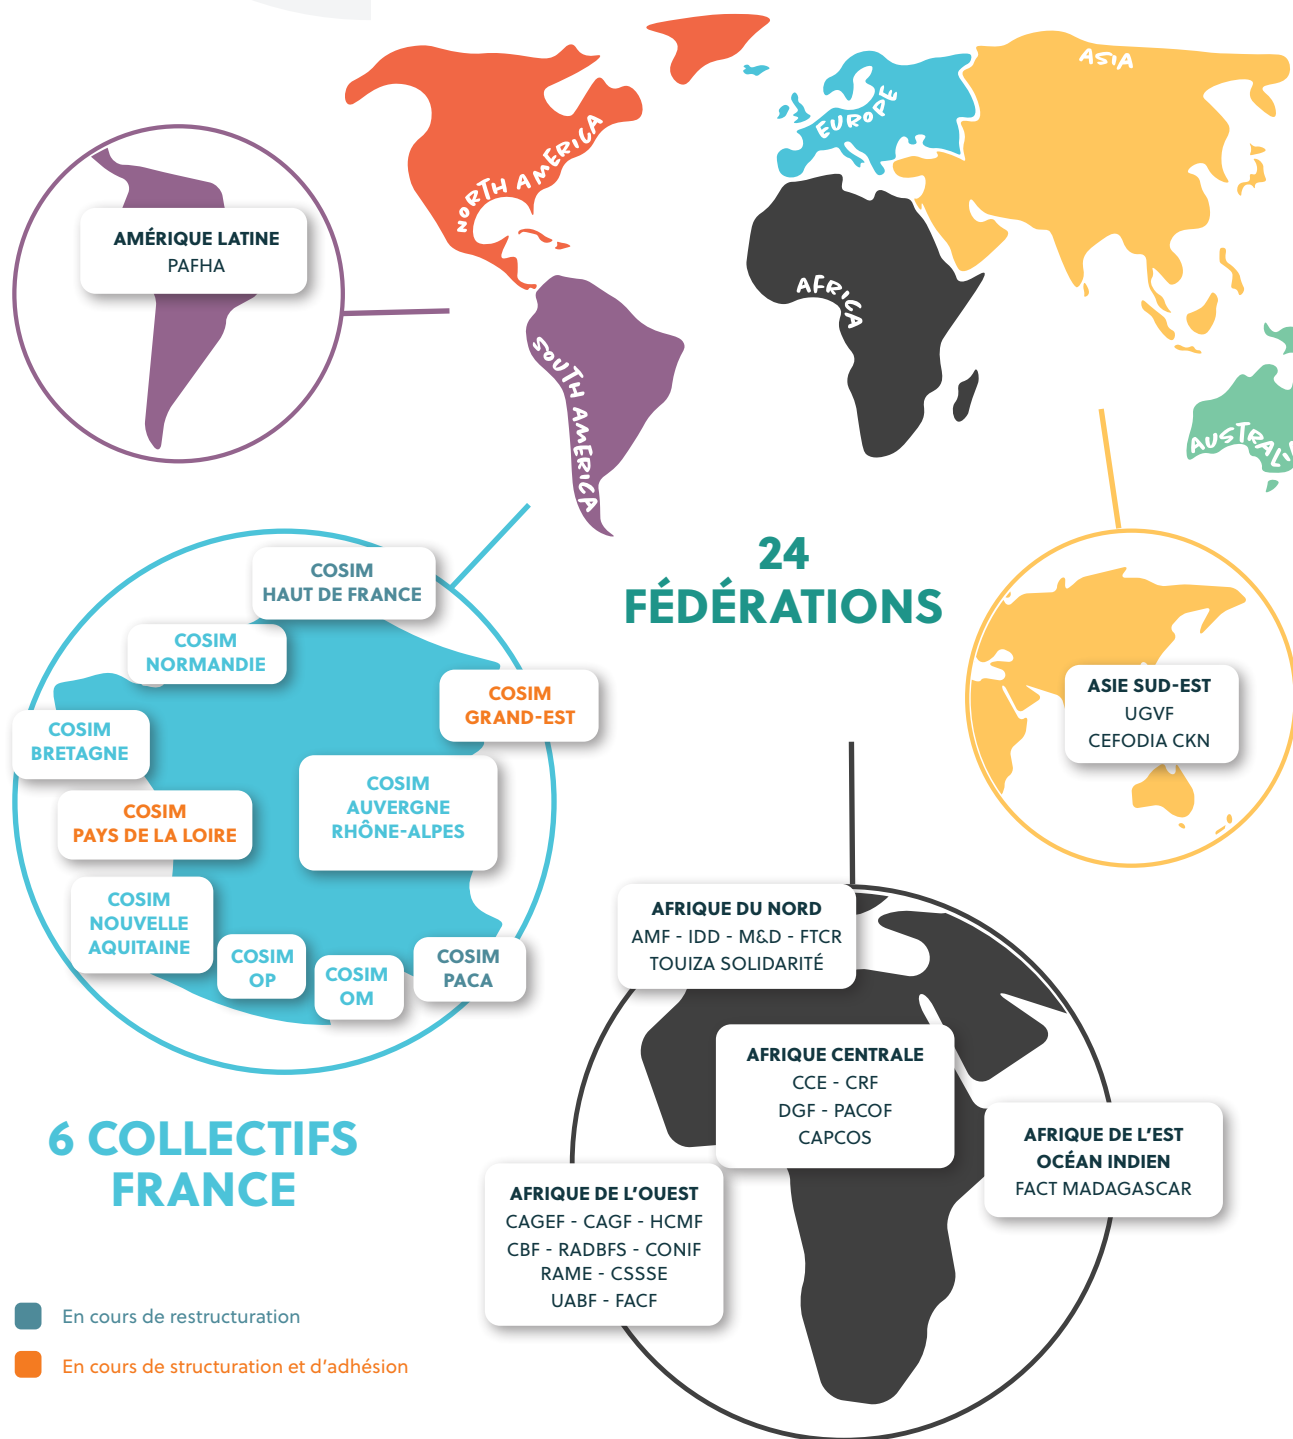 NORTH AMERICA
EUROPE
ASIA
AFRICA
SOUTH AMERICA
AMÉRIQUE LATINE
PAFHA
24
FÉDÉRATIONS
COSIM
HAUT DE FRANCE
COSIM
NORMANDIE
COSIM
GRAND-EST
COSIM
BRETAGNE
COSIM
AUVERGNE
RHÔNE-ALPES
COSIM
PAYS DE LA LOIRE
COSIM
NOUVELLE
AQUITAINE
COSIM
OP
COSIM
OM
COSIM
PACA
ASIE SUD-EST
UGVF
CEFODIA CKN
AFRIQUE DU NORD
AMF - IDD - M&D - FTCR
TOUIZA SOLIDARITÉ
AFRIQUE CENTRALE
CCE - CRF
DGF - PACOF
CAPCOS
AFRIQUE DE L'EST
OCÉAN INDIEN
FACT MADAGASCAR
AFRIQUE DE L'OUEST
CAGEF - CAGF - HCMF
CBF - RADBFS - CONIF
RAME - CSSSE
UABF - FACF
6 COLLECTIFS
FRANCE
En cours de restructuration
En cours de structuration et d'adhésion